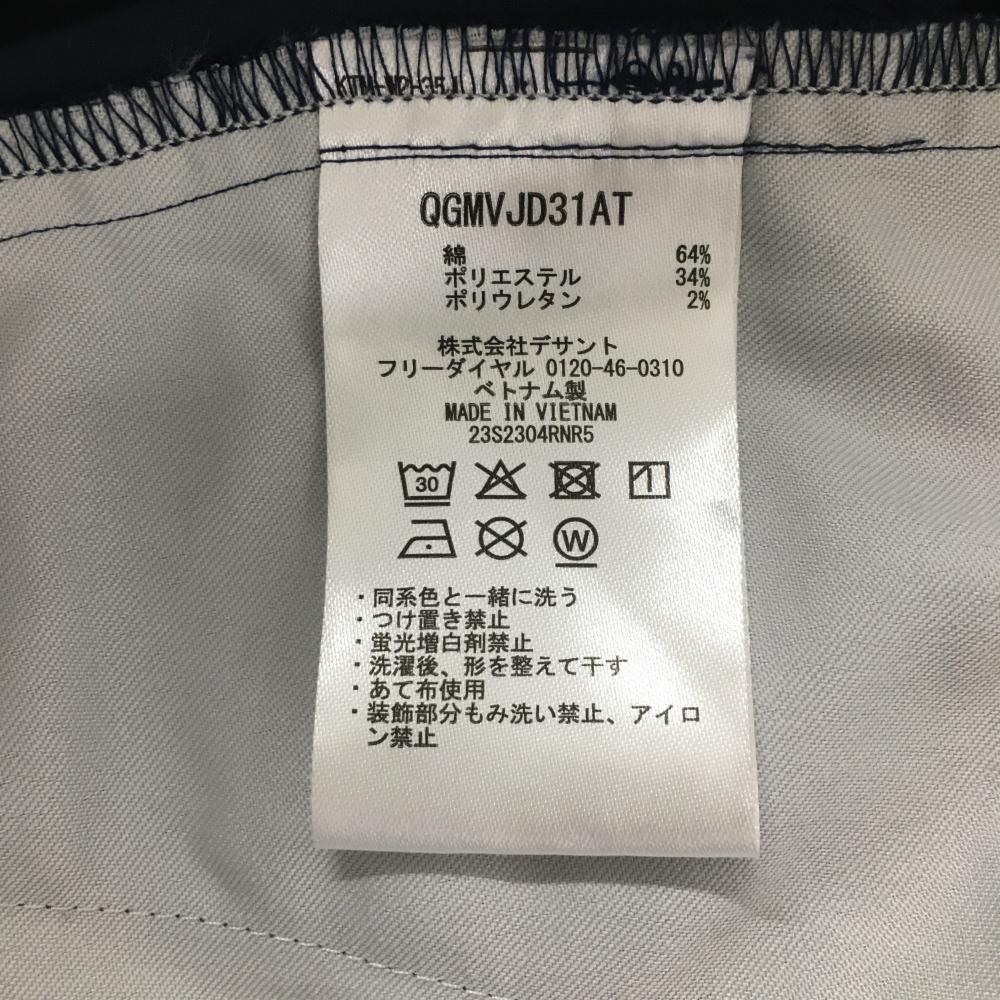 QGMVJD31AT
綿 64%
ポリエステル 34%
ポリウレタン 2%
株式会社デサント
フリーダイヤル 0120-46-0310
ベトナム製
MADE IN VIETNAM
23S2304RNR5
30
W
・同系色と一緒に洗う
・つけ置き禁止
・蛍光増白剤禁止
・洗濯後、形を整えて干す
・あて布使用
・装飾部分もみ洗い禁止、アイロ
ン禁止